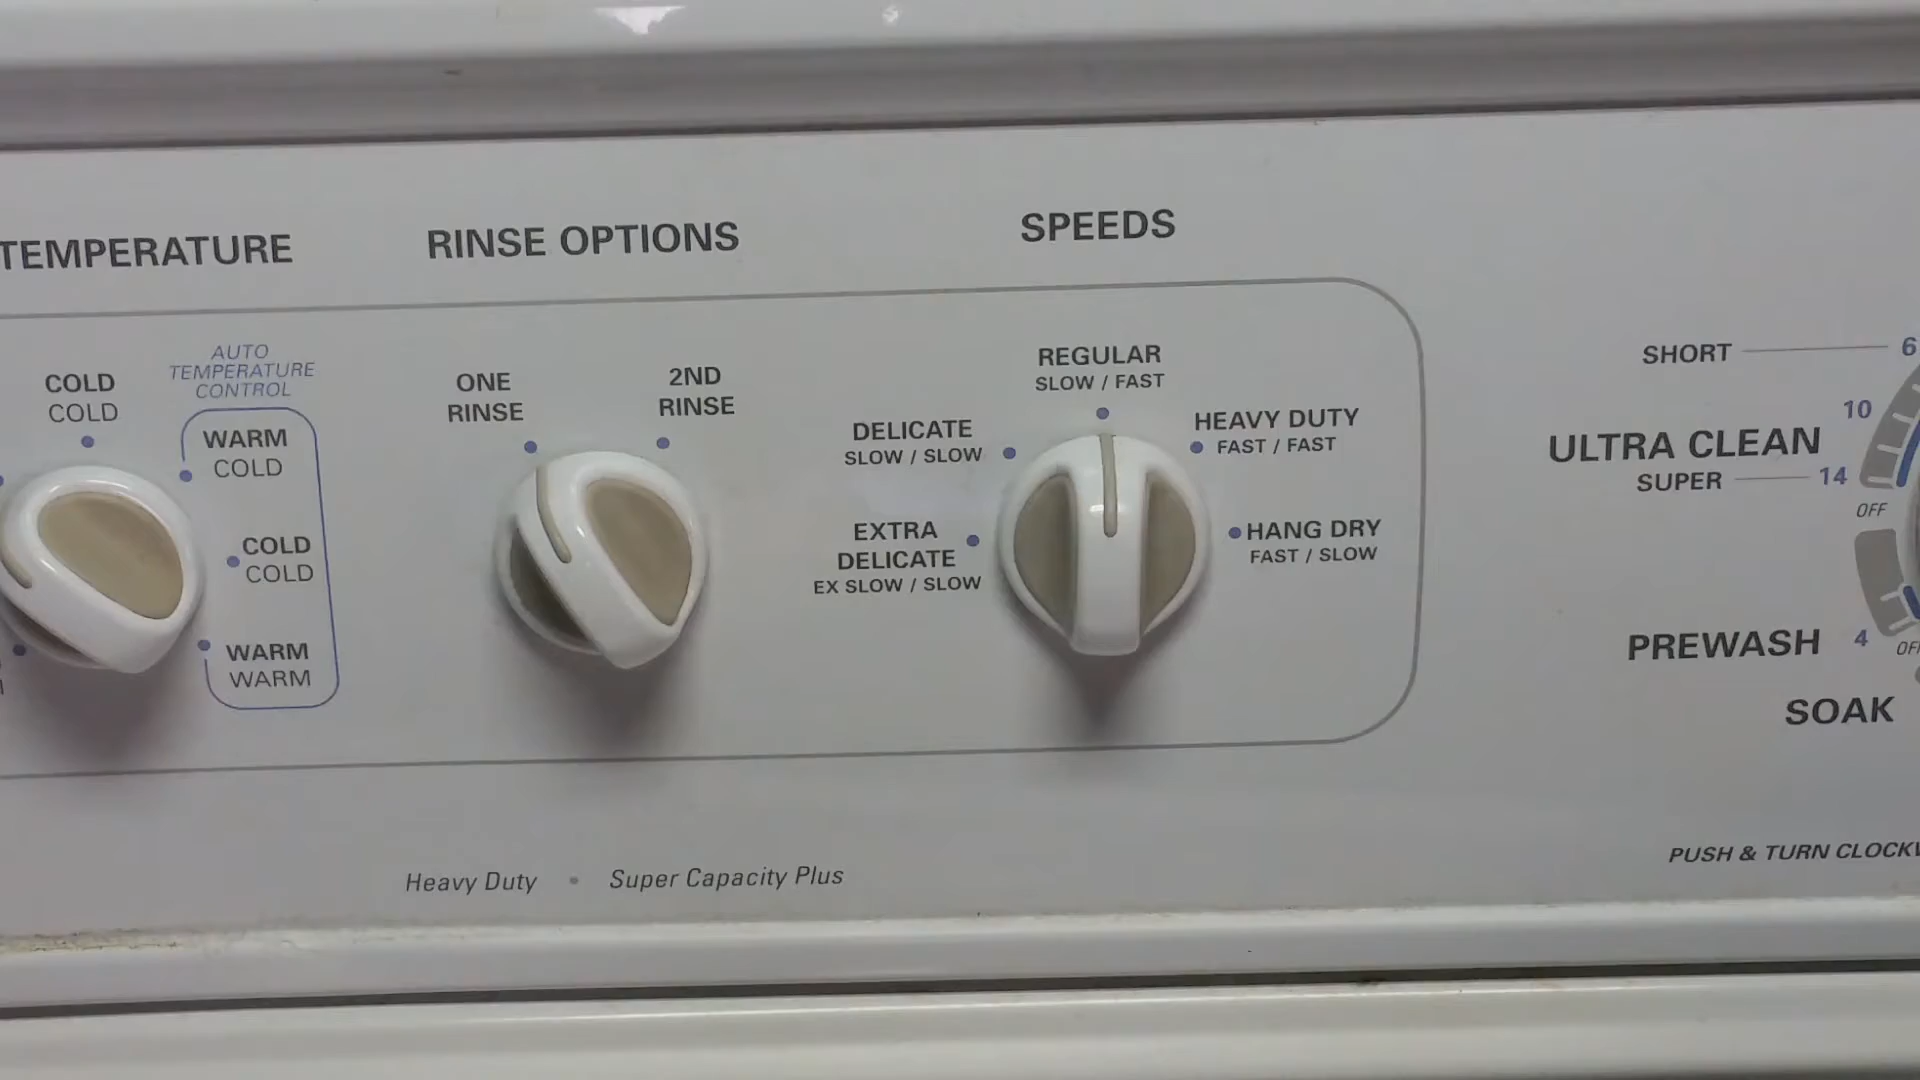 TEMPERATURE
RINSE OPTIONS
SPEEDS
COLD
COLD
AUTO
TEMPERATURE
CONTROL
WARM
COLD
COLD
COLD
WARM
WARM
ONE
RINSE
2ND
RINSE
REGULAR
SLOW / FAST
DELICATE
SLOW / SLOW
HEAVY DUTY
FAST / FAST
EXTRA
DELICATE
EX SLOW / SLOW
HANG DRY
FAST / SLOW
SHORT 6
10
ULTRA CLEAN
SUPER 14
OFF
PREWASH 4
SOAK
Heavy Duty • Super Capacity Plus
PUSH & TURN